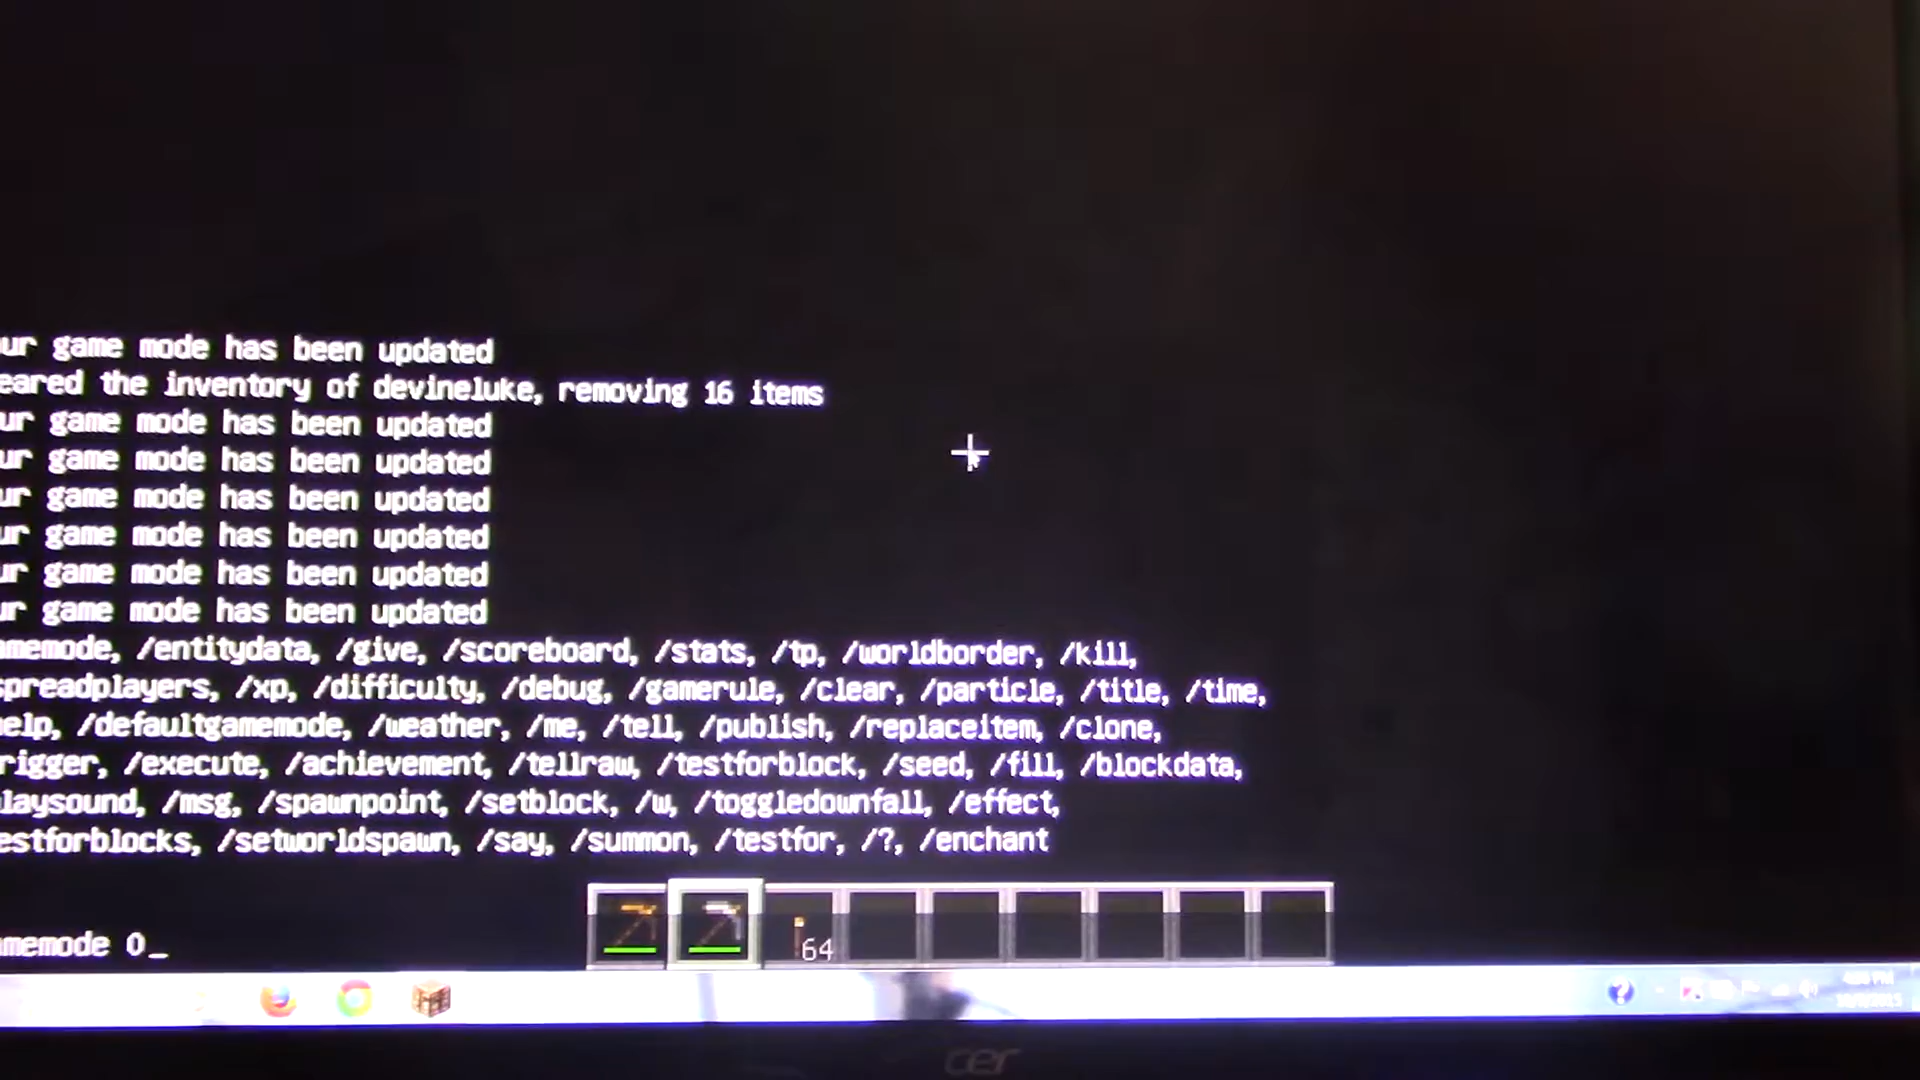 ur game mode has been updated
eared the inventory of devineluke, removing 16 items
ur game mode has been updated
ur game mode has been updated
ur game mode has been updated
ur game mode has been updated
ur game mode has been updated
ur game mode has been updated
amemode, /entitydata, /give, /scoreboard, /stats, /tp, /worldborder, /kill,
spreadplayers, /xp, /difficulty, /debug, /gamerule, /clear, /particle, /title, /time,
help, /defaultgamemode, /weather, /me, /tell, /publish, /replaceitem, /clone,
rigger, /execute, /achievement, /tellraw, /testforblock, /seed, /fill, /blockdata,
laysound, /msg, /spawnpoint, /setblock, /w, /toggledownfall, /effect,
estforblocks, /setworldspawn, /say, /summon, /testfor, /?, /enchant
64
amemode 0_
?
cer